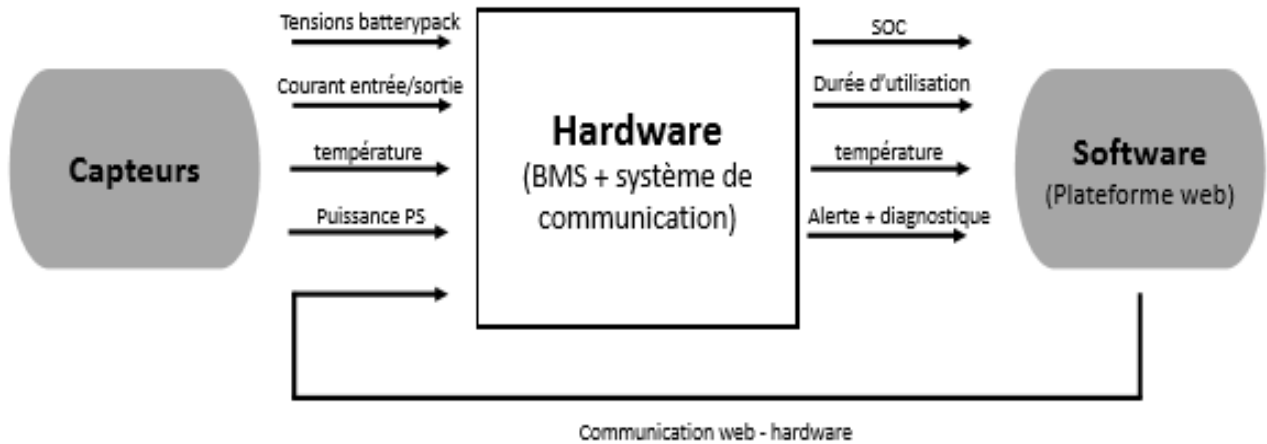 Tensions batterypack
Courant entrée/sortie
température
Puissance PS
Capteurs
Hardware
(BMS + système de
communication)
SOC
Durée d'utilisation
température
Alerte + diagnostique
Software
(Plateforme web)
Communication web - hardware